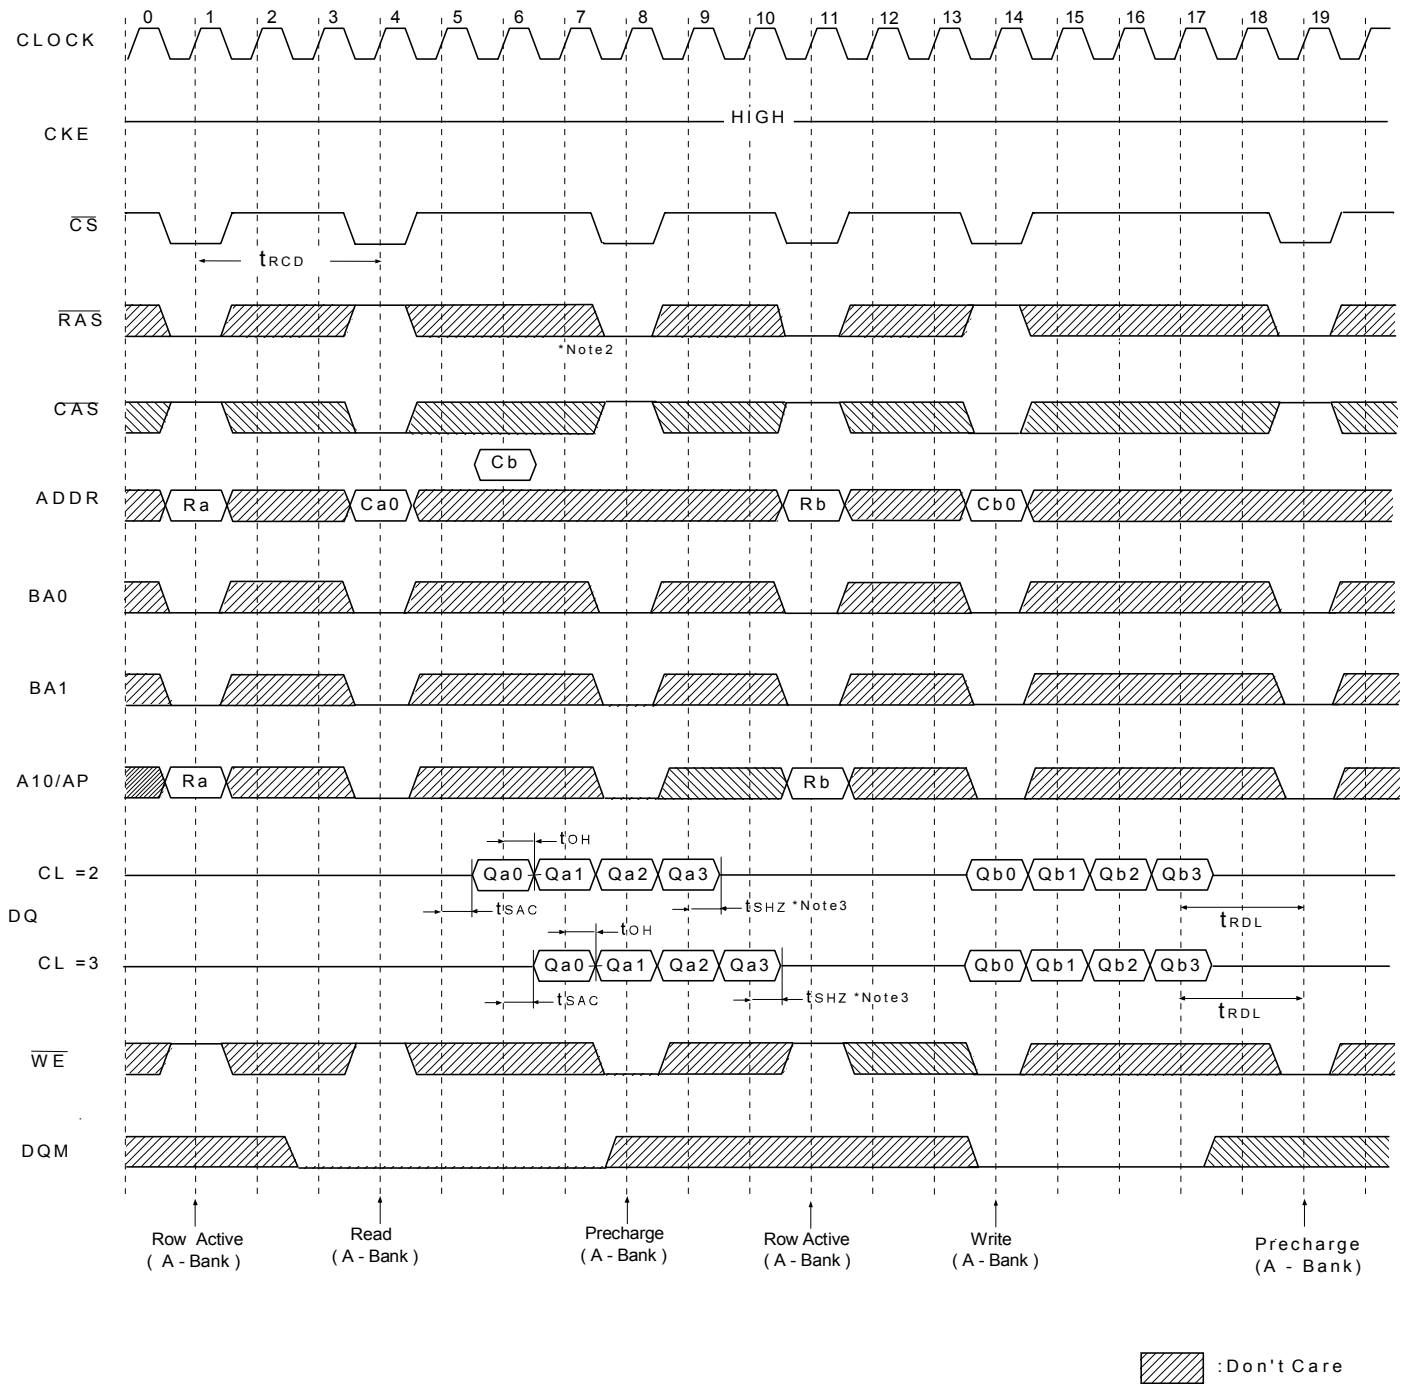 0 1 2 3 4 5 6 7 8 9 10 11 12 13 14 15 16 17 18 19
CLOCK
HIGH
CKE
CS
tRCD
RAS
*Note2
CAS
Cb
ADDR
Ra Ca0 Rb Cb0
BA0
BA1
A10/AP
Ra Rb
tOH
CL =2
Qa0 Qa1 Qa2 Qa3 Qb0 Qb1 Qb2 Qb3
tSAC tSHZ *Note3
DQ
tRDL
tOH
CL =3
Qa0 Qa1 Qa2 Qa3 Qb0 Qb1 Qb2 Qb3
tSAC tSHZ *Note3
tRDL
WE
DQM
Row Active
( A - Bank )
Read
( A - Bank )
Precharge
( A - Bank )
Row Active
( A - Bank )
Write
( A - Bank )
Precharge
(A - Bank)
:Don't Care